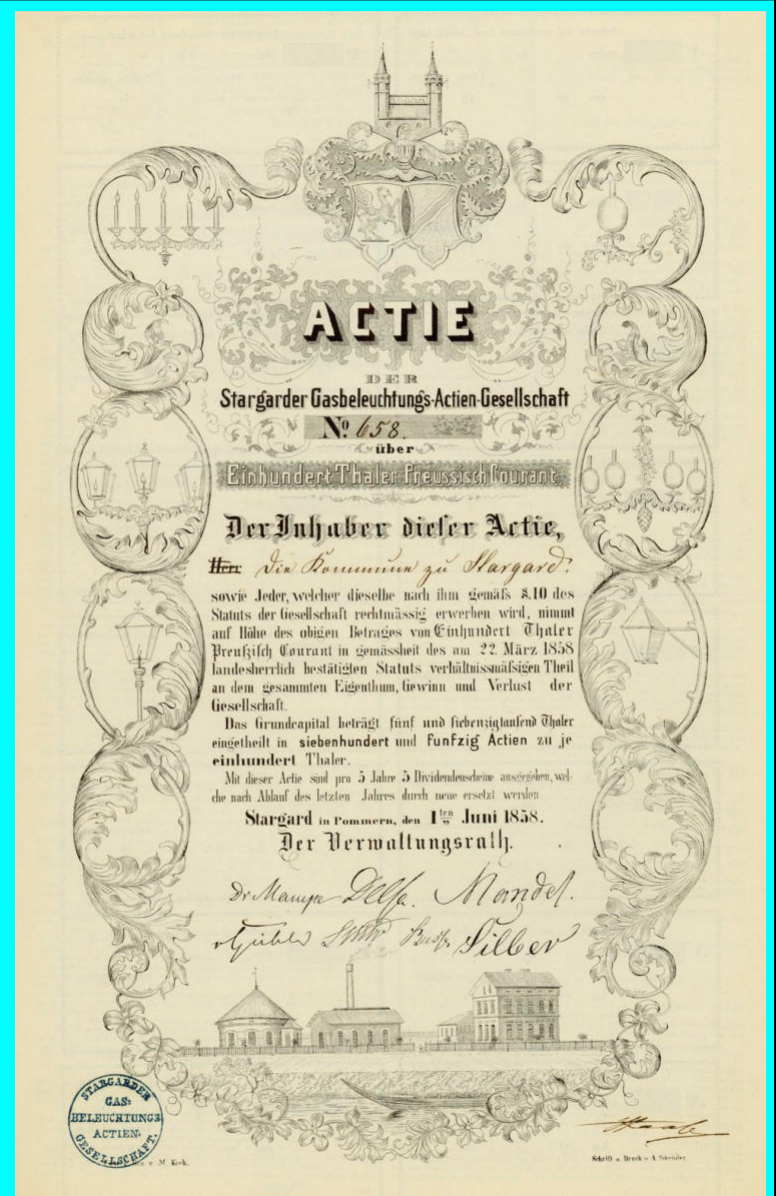 ACTIE
DER
Stargarder Gasbeleuchtungs-Actien-Gesellschaft
No. 658.
über
Einhundert Thaler Preussisch Courant
Der Inhaber dieser Actie,
Herr Die Kommune zu Stargard.
sowie Jeder, welcher dieselbe nach ihm gemäſs §.10 des
Statuts der Gesellschaft rechtmässig erwerben wird, nimmt
auf Höhe des obigen Betrages von Einhundert Thaler
Preußisch Courant in gemässheit des am 22. März 1858
landesherrlich bestätigten Statuts verhältnissmäſsigen Theil
an dem gesammten Eigenthum, Gewinn und Verlust der
Gesellschaft.
Das Grundcapital beträgt fünf und siebenzigtausend Thaler
eingetheilt in siebenhundert und funfzig Actien zu je
einhundert Thaler.
Mit dieser Actie sind pro 5 Jahre 5 Dividendenscheine ausgegeben, wel-
che nach Ablauf des letzten Jahres durch neue ersetzt werden
Stargard in Pommern, den 1ten Juni 1858.
Der Verwaltungsrath.
Dr Mampe Mandel.
Silber
STARGARDER
GAS-
BELEUCHTUNGS
ACTIEN-
GESELLSCHAFT.
v. M. Keck.
Schrift u. Druck v. A. Schröder.